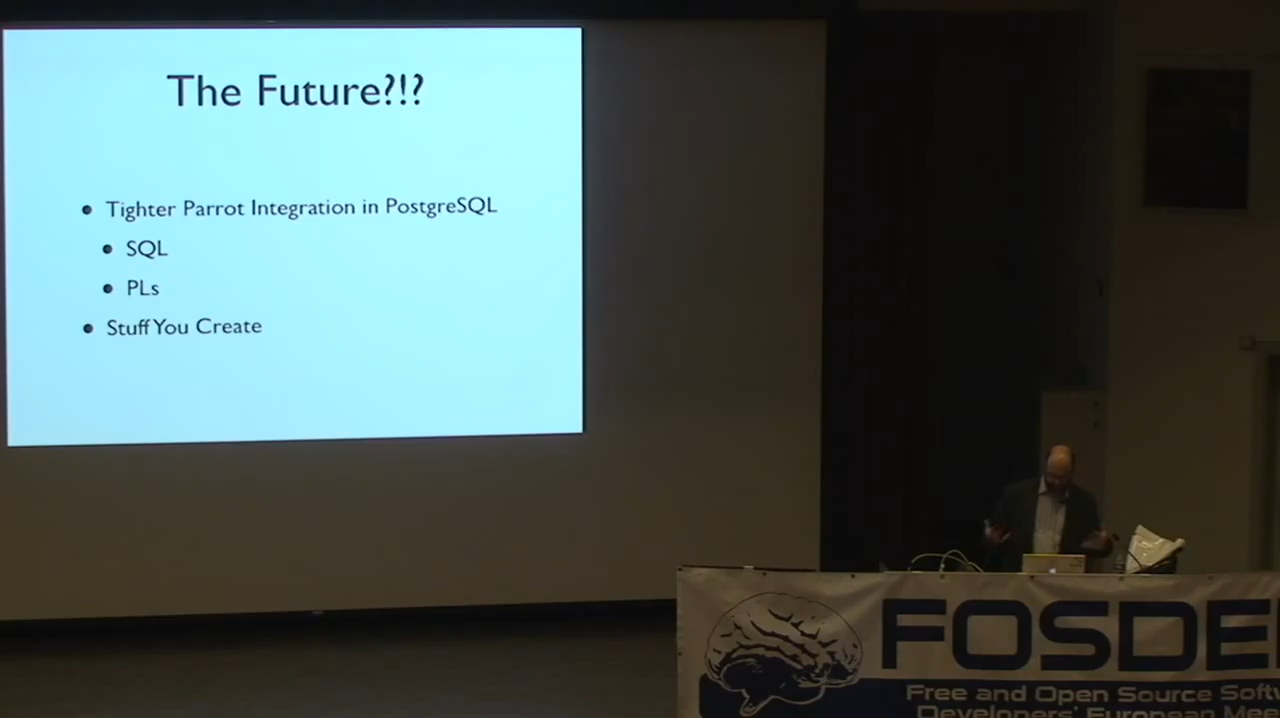 The Future?!?
Tighter Parrot Integration in PostgreSQL
SQL
PLs
Stuff You Create
FOSDE
Free and Open Source Softw
Developers' European Mee